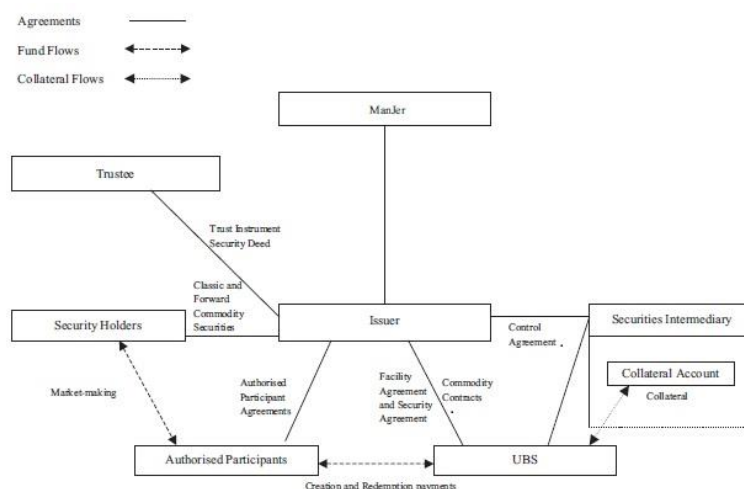 Agreements
Fund Flows
Collateral Flows
ManJer
Trustee
Trust Instrument
Security Deed
Classic and
Forward
Commodity
Securities
Security Holders
Issuer
Securities Intermediary
Control
Agreement
Collateral Account
Collateral
Market-making
Authorised
Participant
Agreements
Facility
Agreement
and Security
Agreement
Commodity
Contracts
Authorised Participants
UBS
Creation and Redemption payments